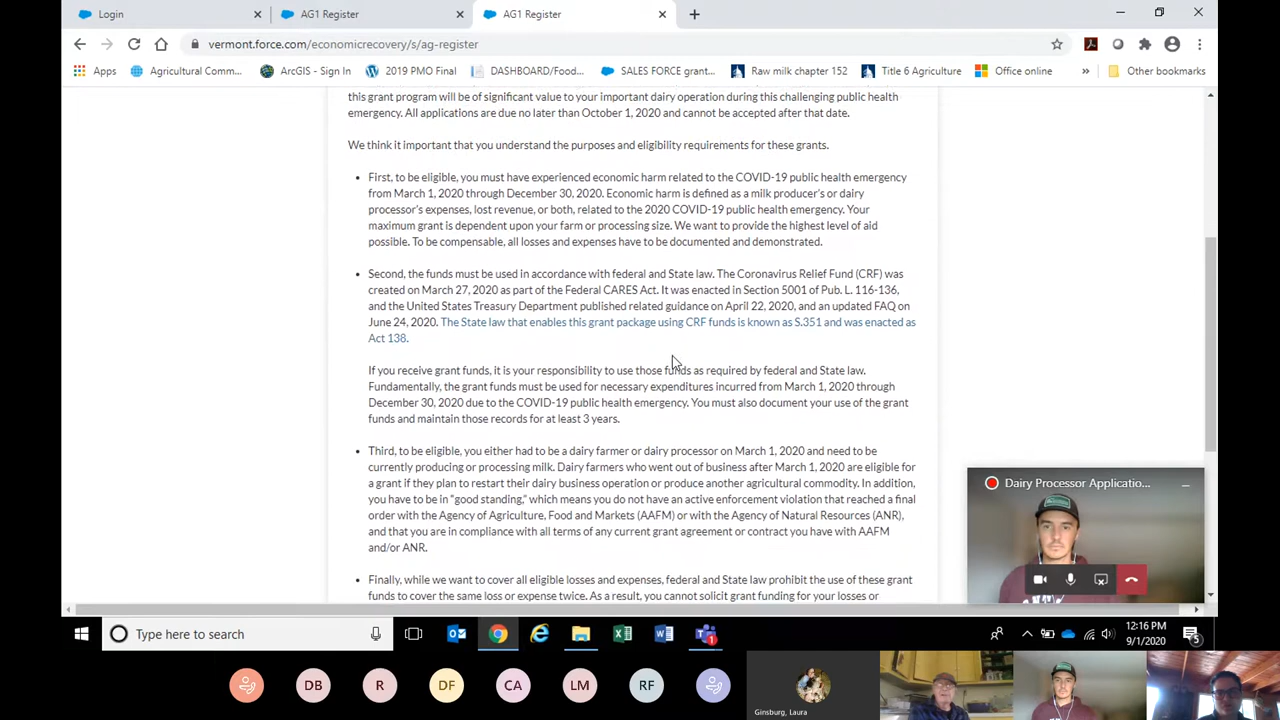 Login
AG1 Register
AG1 Register
vermont.force.com/economicrecovery/s/ag-register
Apps
Agricultural Comm...
ArcGIS - Sign In
2019 PMO Final
DASHBOARD/Food...
SALES FORCE grant...
Raw milk chapter 152
Title 6 Agriculture
Office online
»
Other bookmarks
this grant program will be of significant value to your important dairy operation during this challenging public health
emergency. All applications are due no later than October 1, 2020 and cannot be accepted after that date.
We think it important that you understand the purposes and eligibility requirements for these grants.
• First, to be eligible, you must have experienced economic harm related to the COVID-19 public health emergency
from March 1, 2020 through December 30, 2020. Economic harm is defined as a milk producer's or dairy
processor's expenses, lost revenue, or both, related to the 2020 COVID-19 public health emergency. Your
maximum grant is dependent upon your farm or processing size. We want to provide the highest level of aid
possible. To be compensable, all losses and expenses have to be documented and demonstrated.
• Second, the funds must be used in accordance with federal and State law. The Coronavirus Relief Fund (CRF) was
created on March 27, 2020 as part of the Federal CARES Act. It was enacted in Section 5001 of Pub. L. 116-136,
and the United States Treasury Department published related guidance on April 22, 2020, and an updated FAQ on
June 24, 2020. The State law that enables this grant package using CRF funds is known as S.351 and was enacted as
Act 138.
If you receive grant funds, it is your responsibility to use those funds as required by federal and State law.
Fundamentally, the grant funds must be used for necessary expenditures incurred from March 1, 2020 through
December 30, 2020 due to the COVID-19 public health emergency. You must also document your use of the grant
funds and maintain those records for at least 3 years.
• Third, to be eligible, you either had to be a dairy farmer or dairy processor on March 1, 2020 and need to be
currently producing or processing milk. Dairy farmers who went out of business after March 1, 2020 are eligible for
a grant if they plan to restart their dairy business operation or produce another agricultural commodity. In addition,
you have to be in "good standing," which means you do not have an active enforcement violation that reached a final
order with the Agency of Agriculture, Food and Markets (AAFM) or with the Agency of Natural Resources (ANR),
and that you are in compliance with all terms of any current grant agreement or contract you have with AAFM
and/or ANR.
• Finally, while we want to cover all eligible losses and expenses, federal and State law prohibit the use of these grant
funds to cover the same loss or expense twice. As a result, you cannot solicit grant funding for your losses or
Dairy Processor Applicatio...
Type here to search
12:16 PM
9/1/2020
DB
R
DF
CA
LM
RF
Ginsburg, Laura